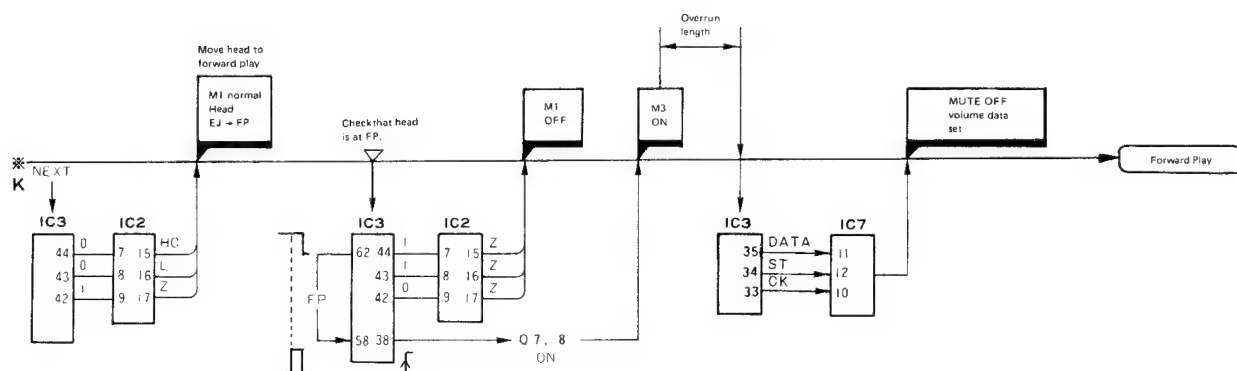 Overrun
length
Move head to
forward play
M1 normal
Head
EJ → FP
Check that head
is at FP.
M1
OFF
M3
ON
MUTE OFF
volume data
set
※
K
NEXT
Forward Play
IC3
IC2
44 0 7 15 HC
43 0 8 16 L
42 1 9 17 Z
IC3
IC2
62 44 1 7 15 Z
43 1 8 16 Z
42 0 9 17 Z
FP
58 38
Q 7, 8
ON
IC3
IC7
35 DATA 11
34 ST 12
33 CK 10